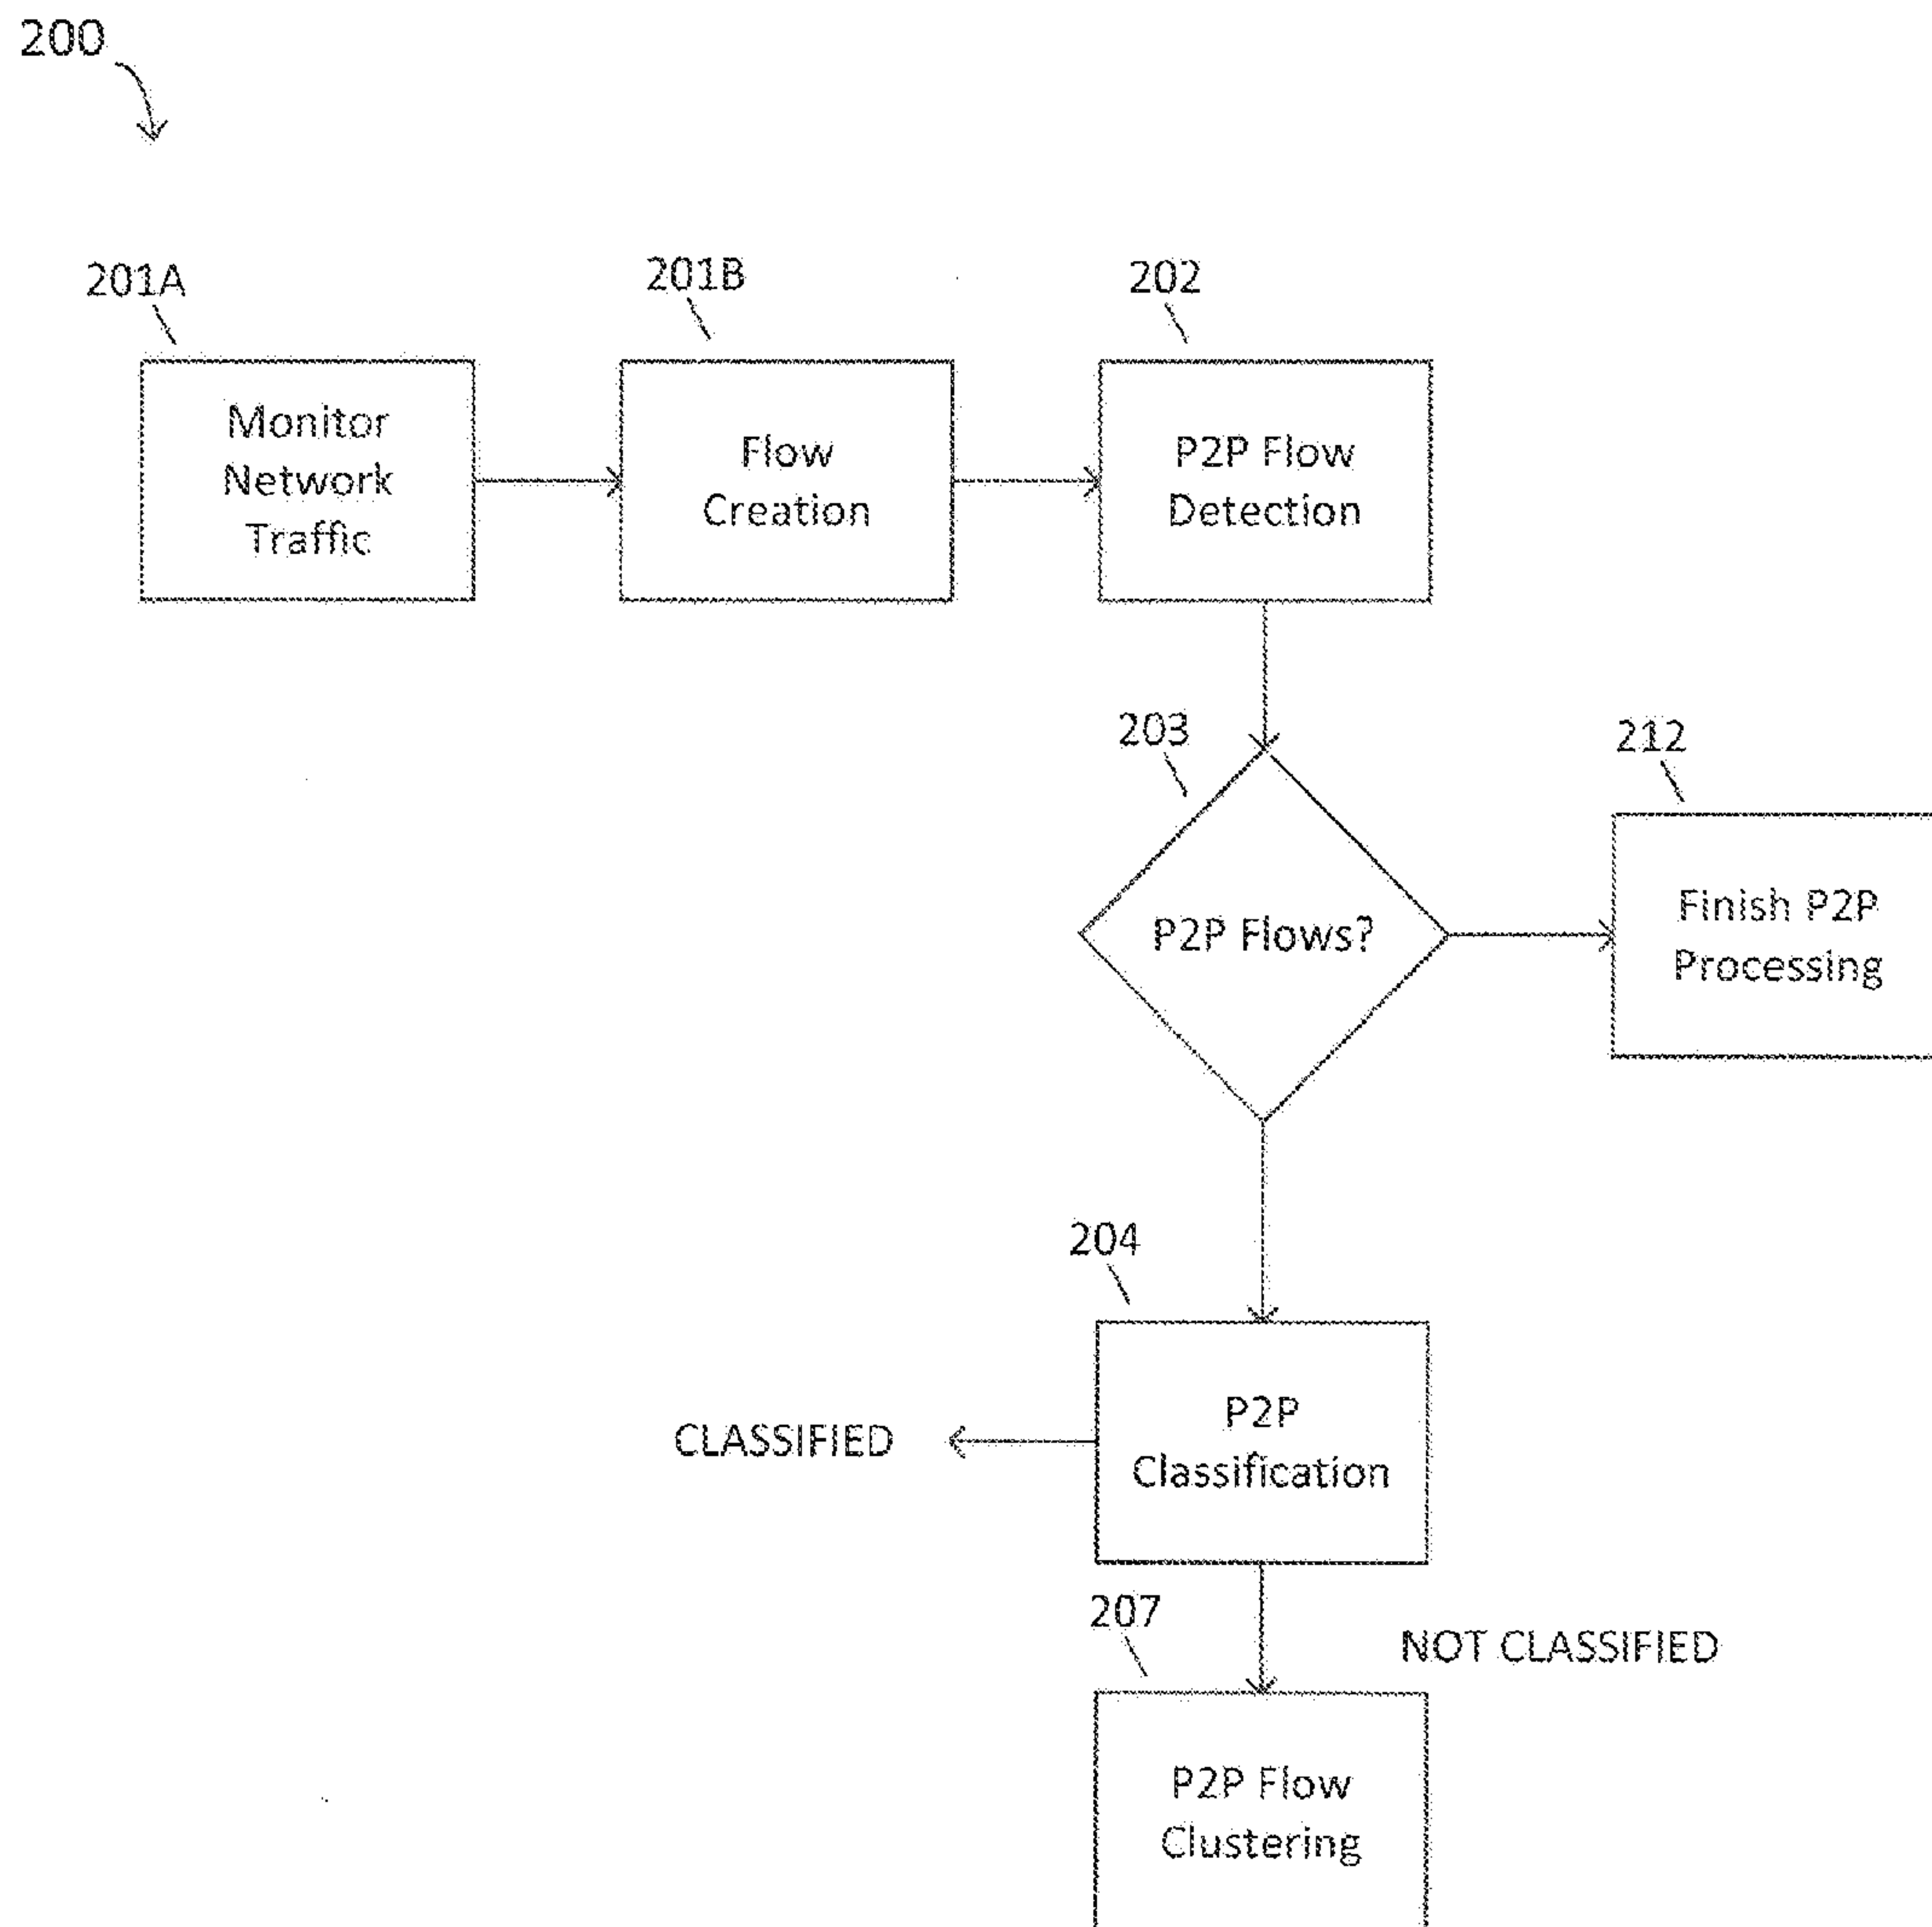 200
201A
201B
202
Monitor
Network
Traffic
Flow
Creation
P2P Flow
Detection
203
212
P2P Flows?
Finish P2P
Processing
204
P2P
Classification
CLASSIFIED
207
NOT CLASSIFIED
P2P Flow
Clustering